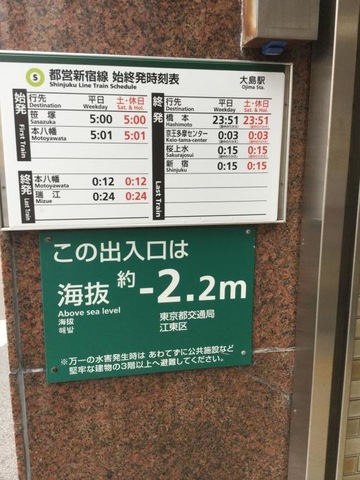 S 都営新宿線 始終発時刻表 大島駅
Shinjuku Line Train Schedule Ojima Sta.
始発 行先 平日 土・休日
First Train Destination Weekday Sat. & Hol.
笹塚 5:00 5:00
Sasazuka
本八幡 5:01 5:01
Motoyawata
終発 本八幡 0:12 0:12
Last Train Motoyawata
瑞江 0:24 0:24
Mizue
終発 行先 平日 土・休日
Last Train Destination Weekday Sat. & Hol.
橋本 23:51 23:51
Hashimoto
京王多摩センター 0:03 0:03
Keio-tama-center
桜上水 0:15 0:15
Sakurajosui
新宿 0:15 0:15
Shinjuku
この出入口は
海抜 約 -2.2m
Above sea level
海拔
해발
東京都交通局
江東区
※万一の水害発生時は あわてずに公共施設など
堅牢な建物の3階以上へ避難してください。